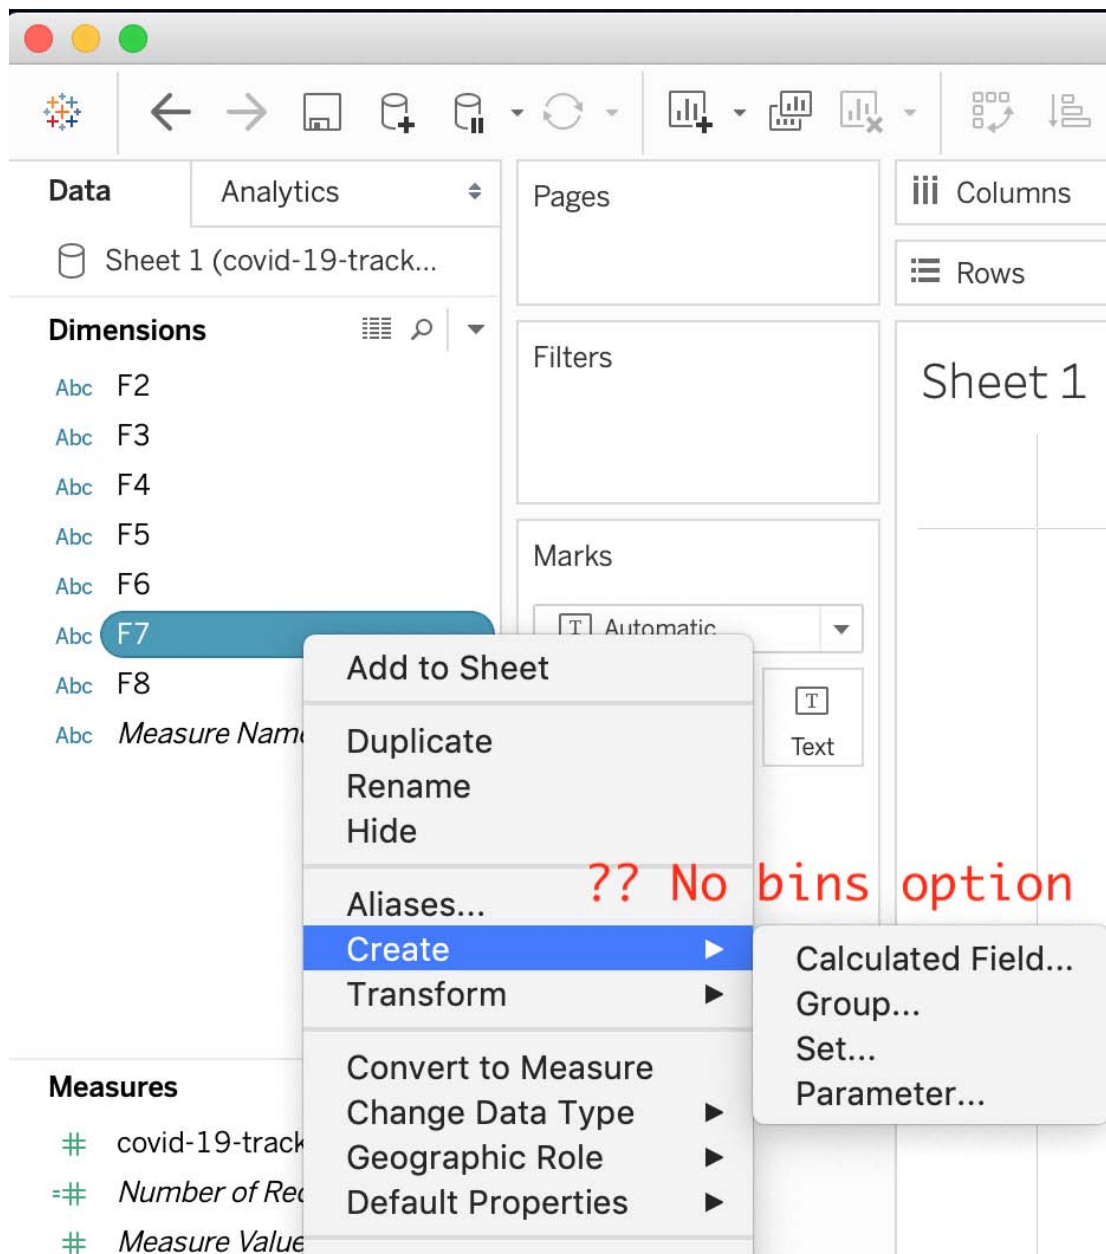 Data
Analytics
Sheet 1 (covid-19-track...
Dimensions
Abc F2
Abc F3
Abc F4
Abc F5
Abc F6
Abc F7
Abc F8
Abc Measure Nam
Measures
covid-19-track
Number of Rec
Measure Value
Pages
Filters
Marks
Automatic
Text
Columns
Rows
Sheet 1
Add to Sheet
Duplicate
Rename
Hide
?? No bins option
Aliases...
Create
Transform
Convert to Measure
Change Data Type
Geographic Role
Default Properties
Calculated Field...
Group...
Set...
Parameter...